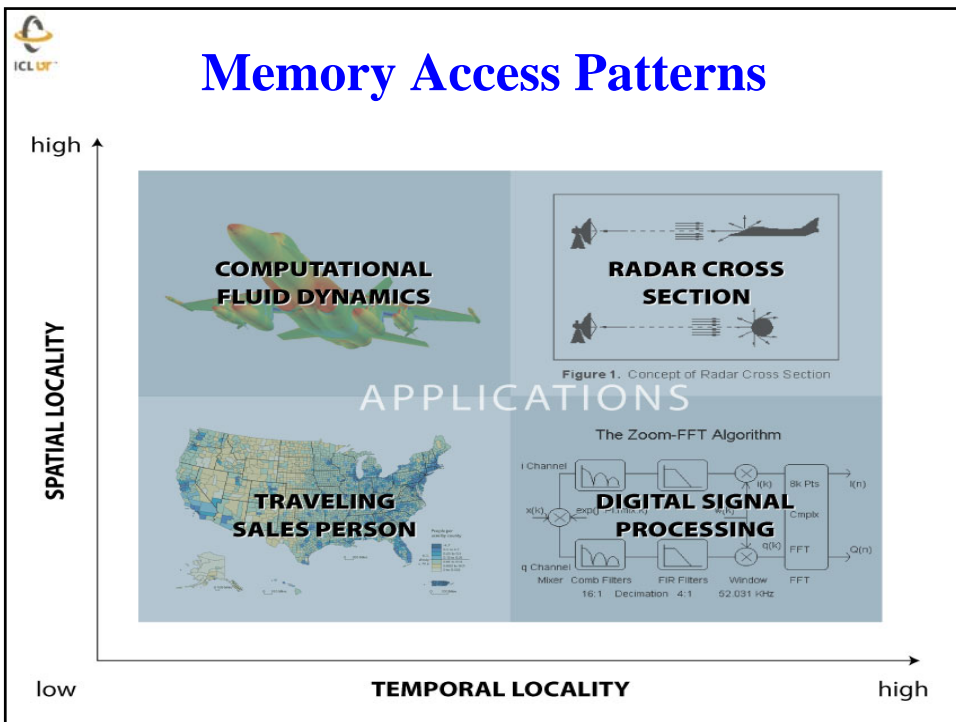 ICL UT
Memory Access Patterns
high
SPATIAL LOCALITY
COMPUTATIONAL
FLUID DYNAMICS
RADAR CROSS
SECTION
Figure 1. Concept of Radar Cross Section
APPLICATIONS
TRAVELING
SALES PERSON
The Zoom-FFT Algorithm
i Channel
i(k)
8k Pts
I(n)
DIGITAL SIGNAL
PROCESSING
x(k)
w(k)
Cmplx
q(k)
FFT
Q(n)
q Channel
Mixer Comb Filters FIR Filters Window FFT
16:1 Decimation 4:1 52.031 KHz
low
TEMPORAL LOCALITY
high